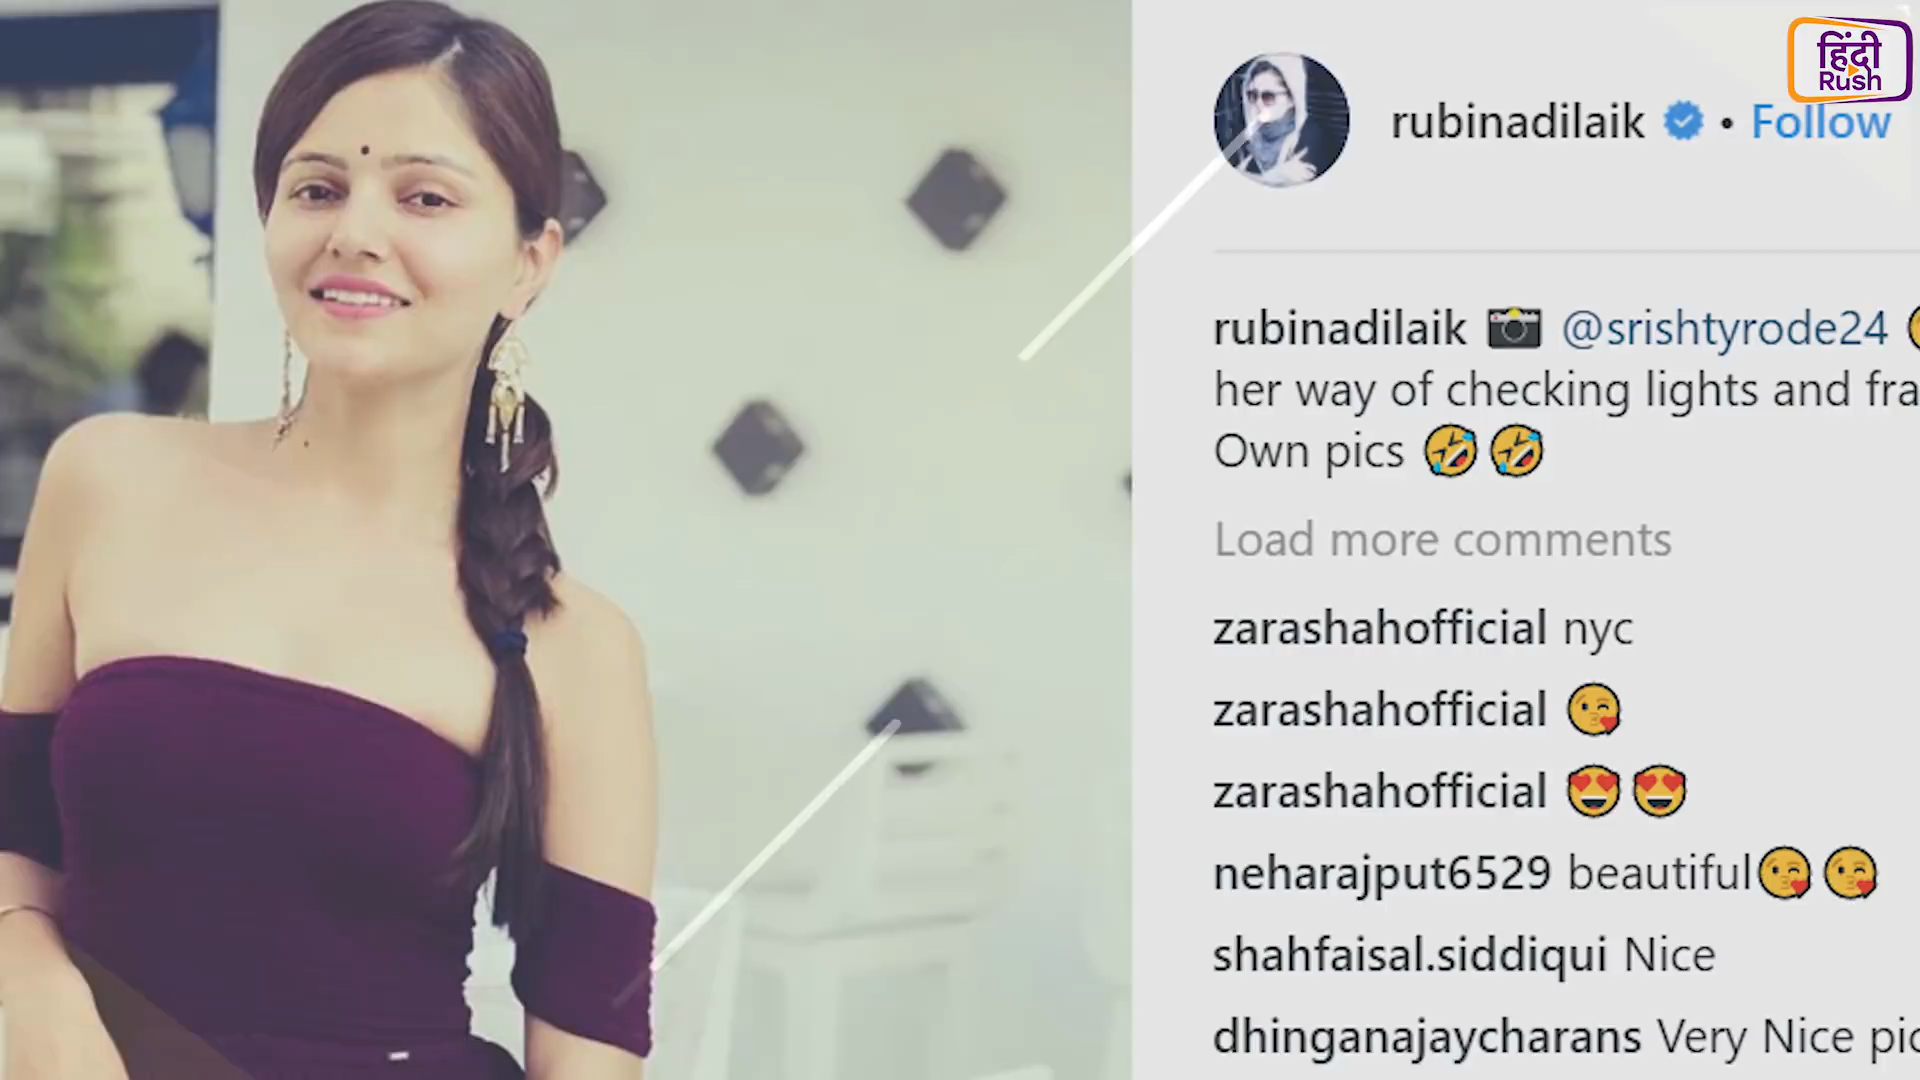 हिंदी
Rush
rubinadilaik • Follow
rubinadilaik 📷 @srishtyrode24
her way of checking lights and fra
Own pics 🤣🤣
Load more comments
zarashahofficial nyc
zarashahofficial 😘
zarashahofficial 😍😍
neharajput6529 beautiful😘😘
shahfaisal.siddiqui Nice
dhinganajaycharans Very Nice pic